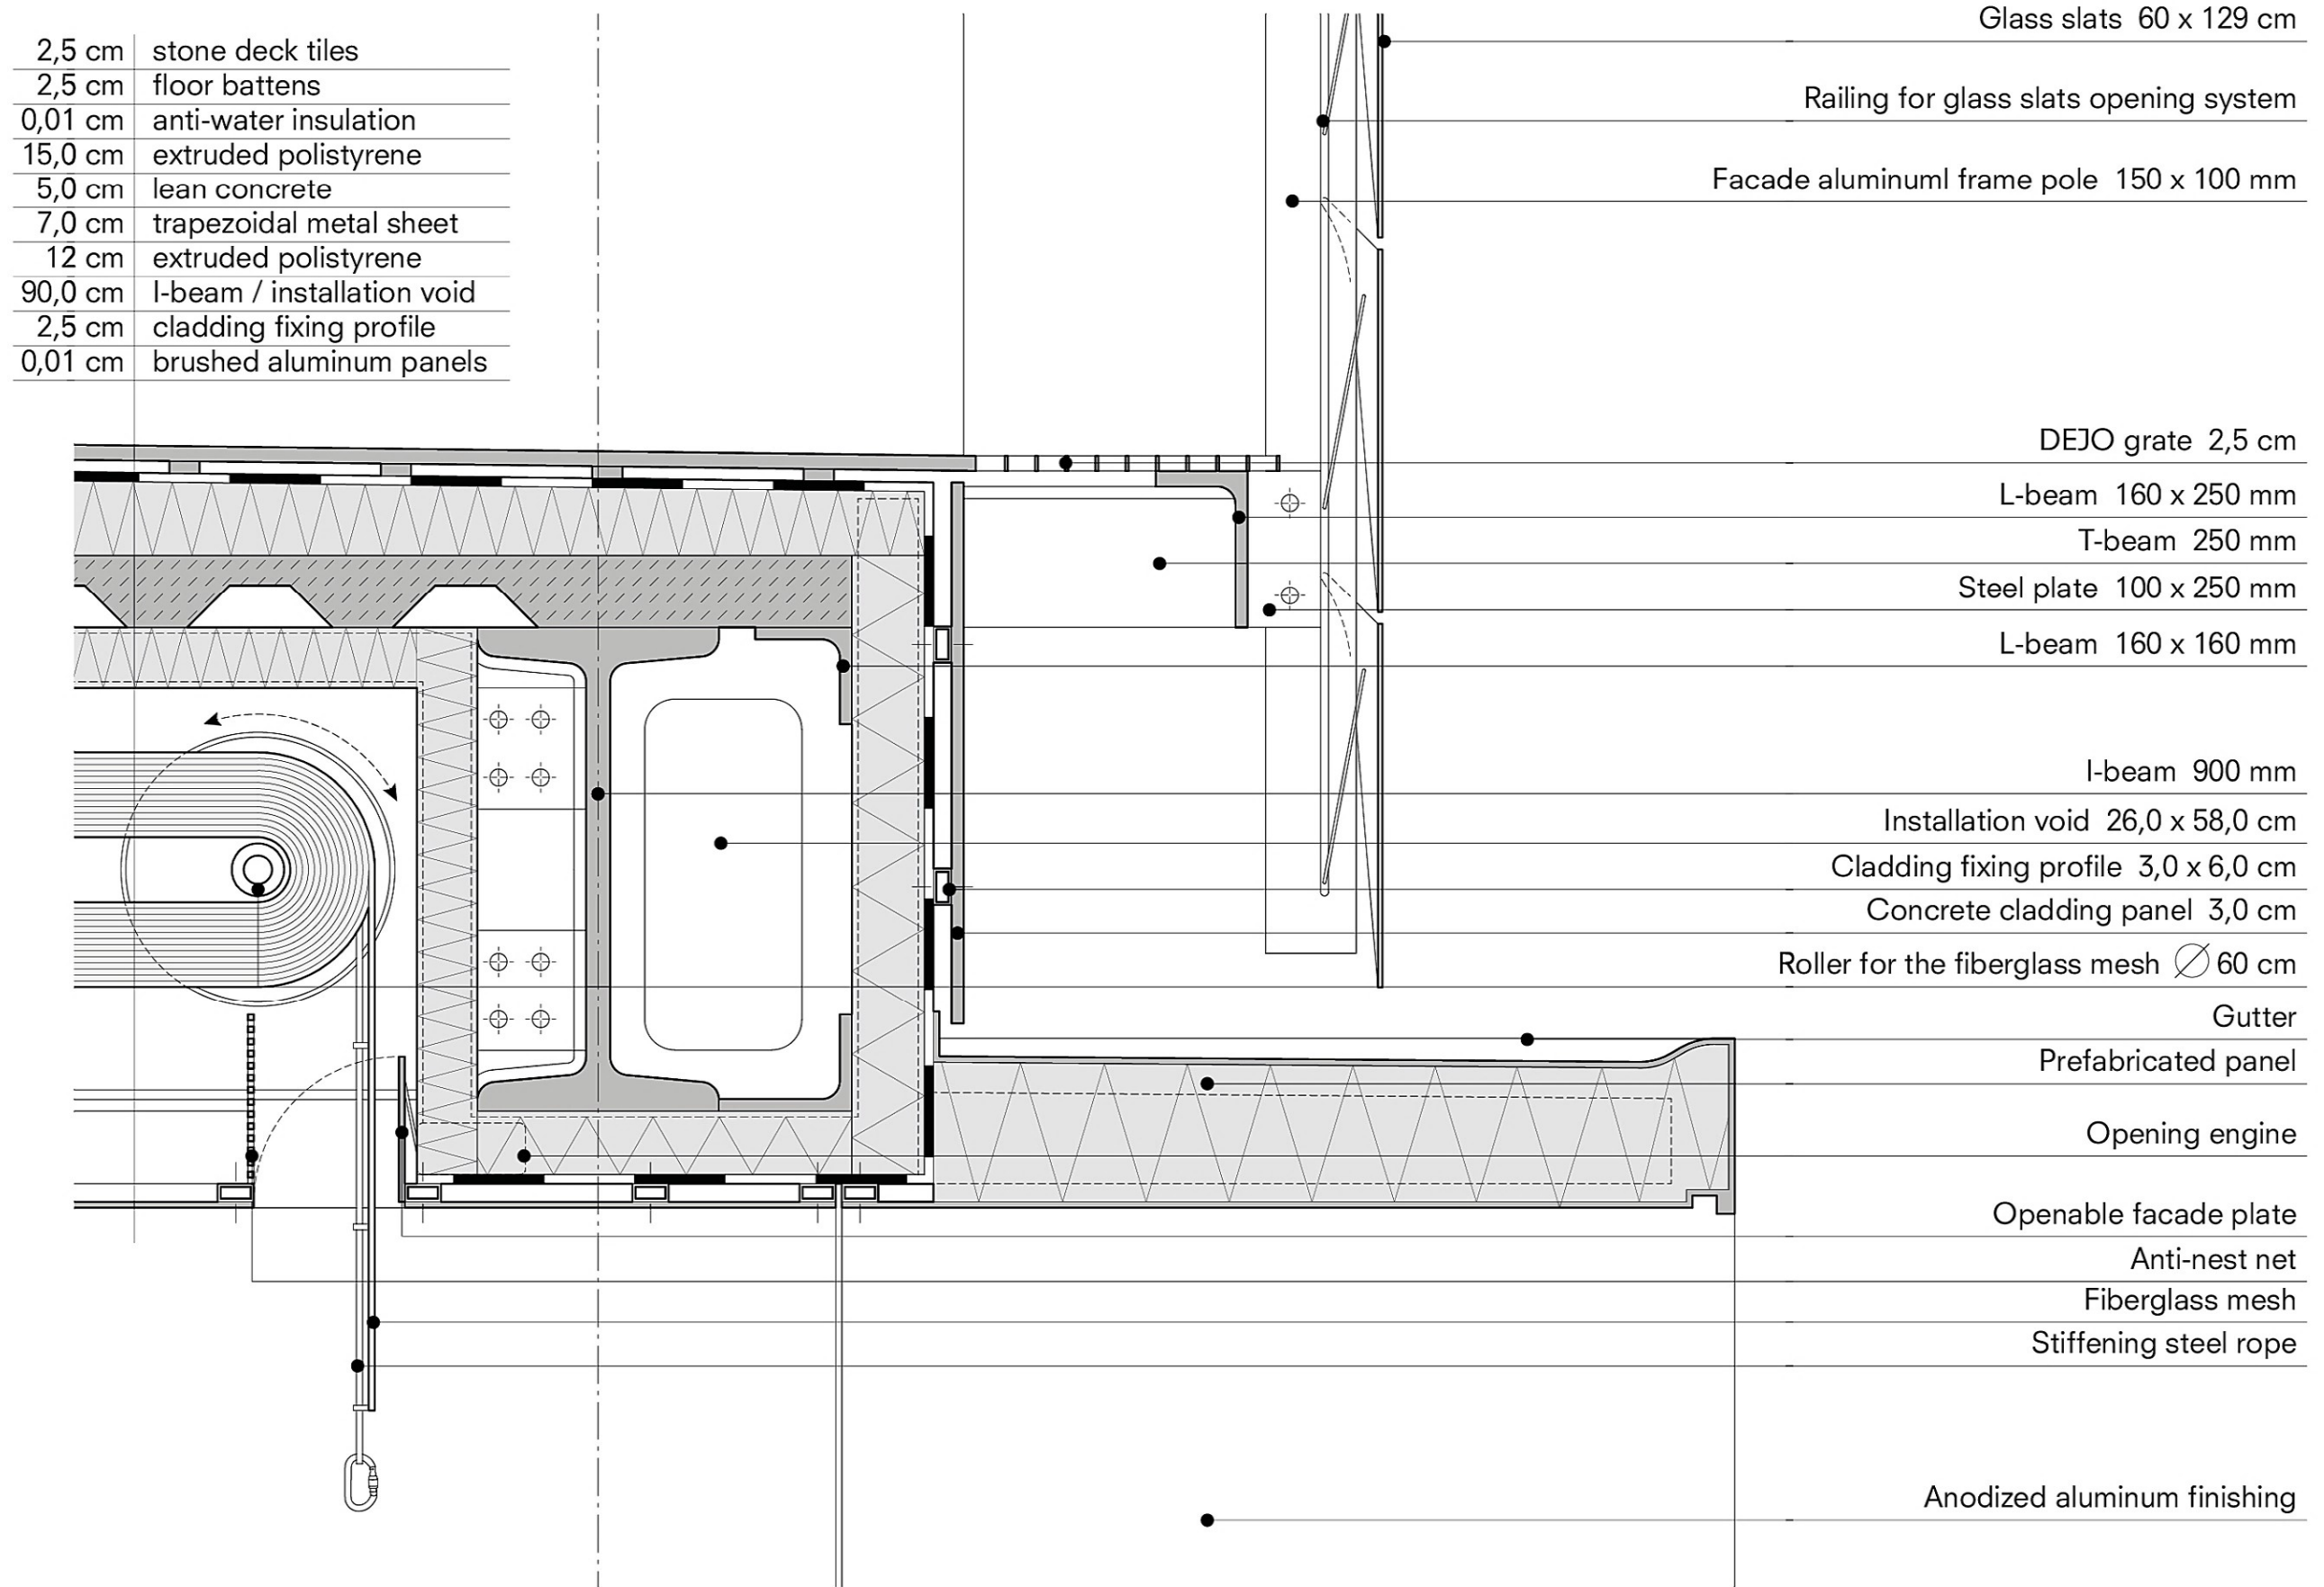 2,5 cm stone deck tiles
2,5 cm floor battens
0,01 cm anti-water insulation
15,0 cm extruded polistyrene
5,0 cm lean concrete
7,0 cm trapezoidal metal sheet
12 cm extruded polistyrene
90,0 cm I-beam / installation void
2,5 cm cladding fixing profile
0,01 cm brushed aluminum panels
Glass slats 60 x 129 cm
Railing for glass slats opening system
Facade aluminuml frame pole 150 x 100 mm
DEJO grate 2,5 cm
L-beam 160 x 250 mm
T-beam 250 mm
Steel plate 100 x 250 mm
L-beam 160 x 160 mm
I-beam 900 mm
Installation void 26,0 x 58,0 cm
Cladding fixing profile 3,0 x 6,0 cm
Concrete cladding panel 3,0 cm
Roller for the fiberglass mesh ∅ 60 cm
Gutter
Prefabricated panel
Opening engine
Openable facade plate
Anti-nest net
Fiberglass mesh
Stiffening steel rope
Anodized aluminum finishing